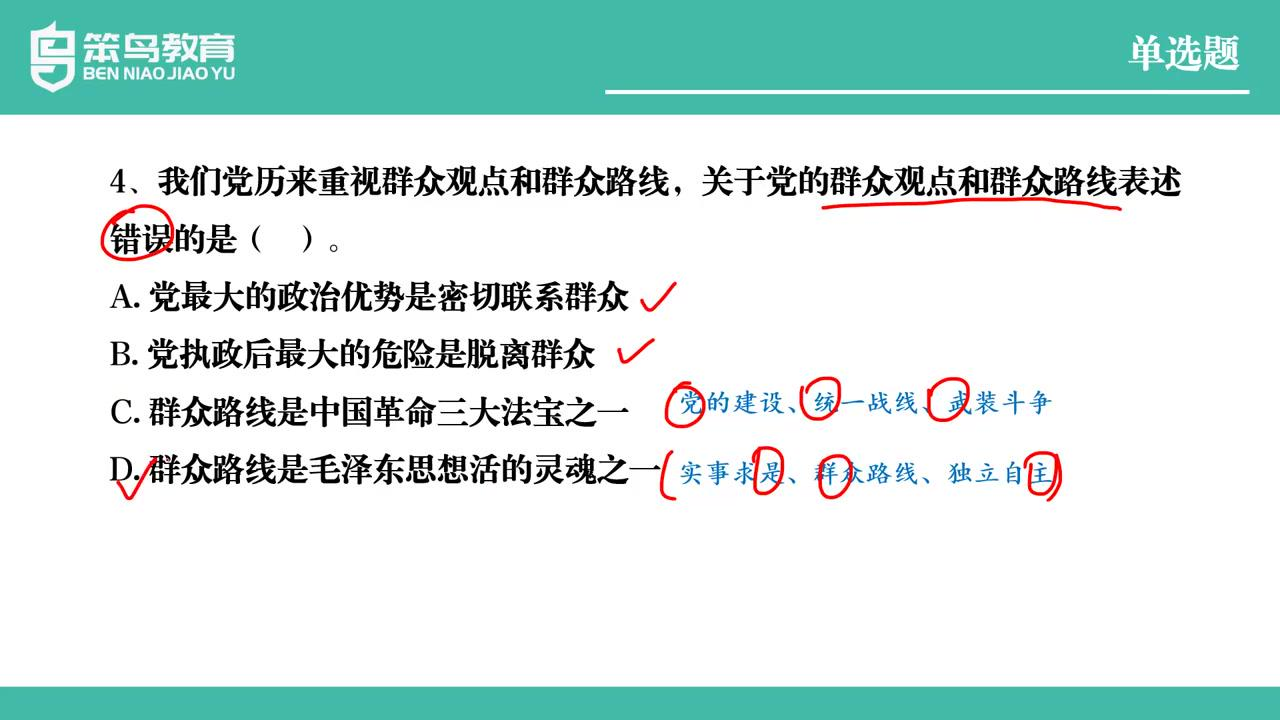 笨鸟教育
BEN NIAO JIAO YU
单选题
4、我们党历来重视群众观点和群众路线，关于党的群众观点和群众路线表述
错误的是（ ）。
A. 党最大的政治优势是密切联系群众
B. 党执政后最大的危险是脱离群众
C. 群众路线是中国革命三大法宝之一 党的建设、统一战线、武装斗争
D. 群众路线是毛泽东思想活的灵魂之一 实事求是、群众路线、独立自主